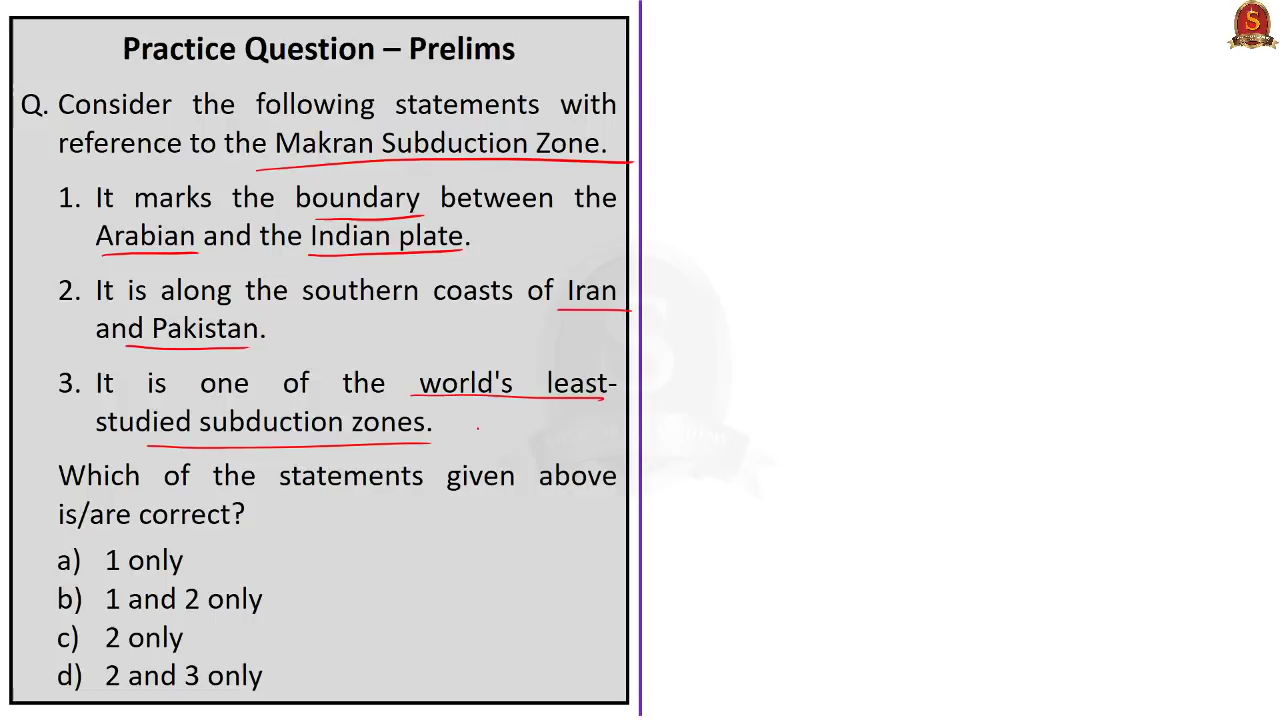 S
Practice Question – Prelims
Q. Consider the following statements with
reference to the Makran Subduction Zone.
1. It marks the boundary between the
Arabian and the Indian plate.
2. It is along the southern coasts of Iran
and Pakistan.
3. It is one of the world's least-
studied subduction zones.
Which of the statements given above
is/are correct?
a) 1 only
b) 1 and 2 only
c) 2 only
d) 2 and 3 only